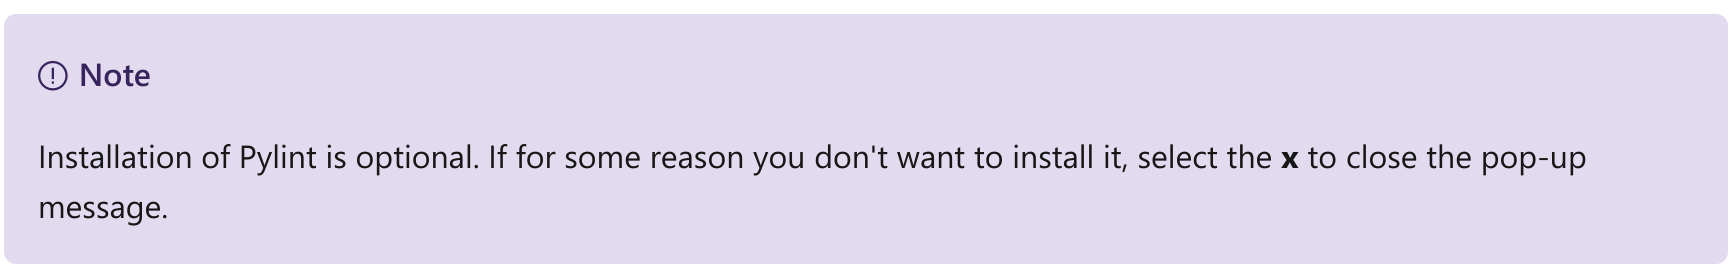 Note
Installation of Pylint is optional. If for some reason you don't want to install it, select the x to close the pop-up
message.